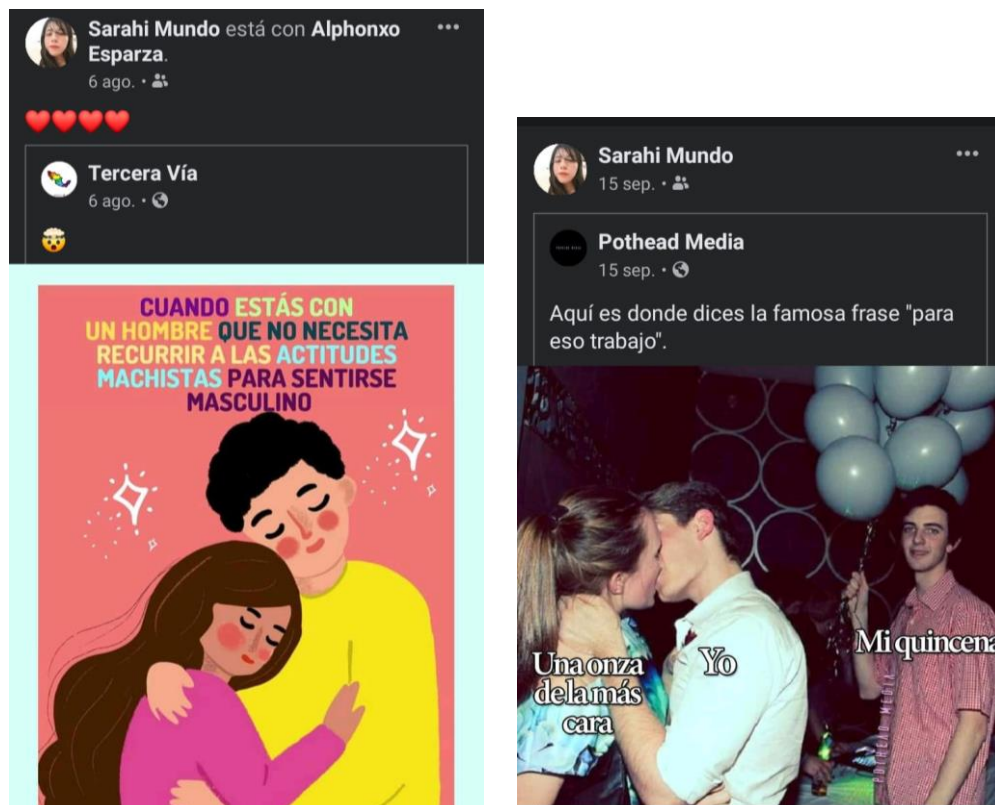 Sarahi Mundo está con Alphonxo
Esparza.
6 ago.
Tercera Vía
6 ago.
CUANDO ESTÁS CON
UN HOMBRE QUE NO NECESITA
RECURRIR A LAS ACTITUDES
MACHISTAS PARA SENTIRSE
MASCULINO
Sarahi Mundo
15 sep.
Pothead Media
15 sep.
Aquí es donde dices la famosa frase "para
eso trabajo".
Una onza
de la más
cara
Yo
Mi quincena
POTHEAD MEDIA